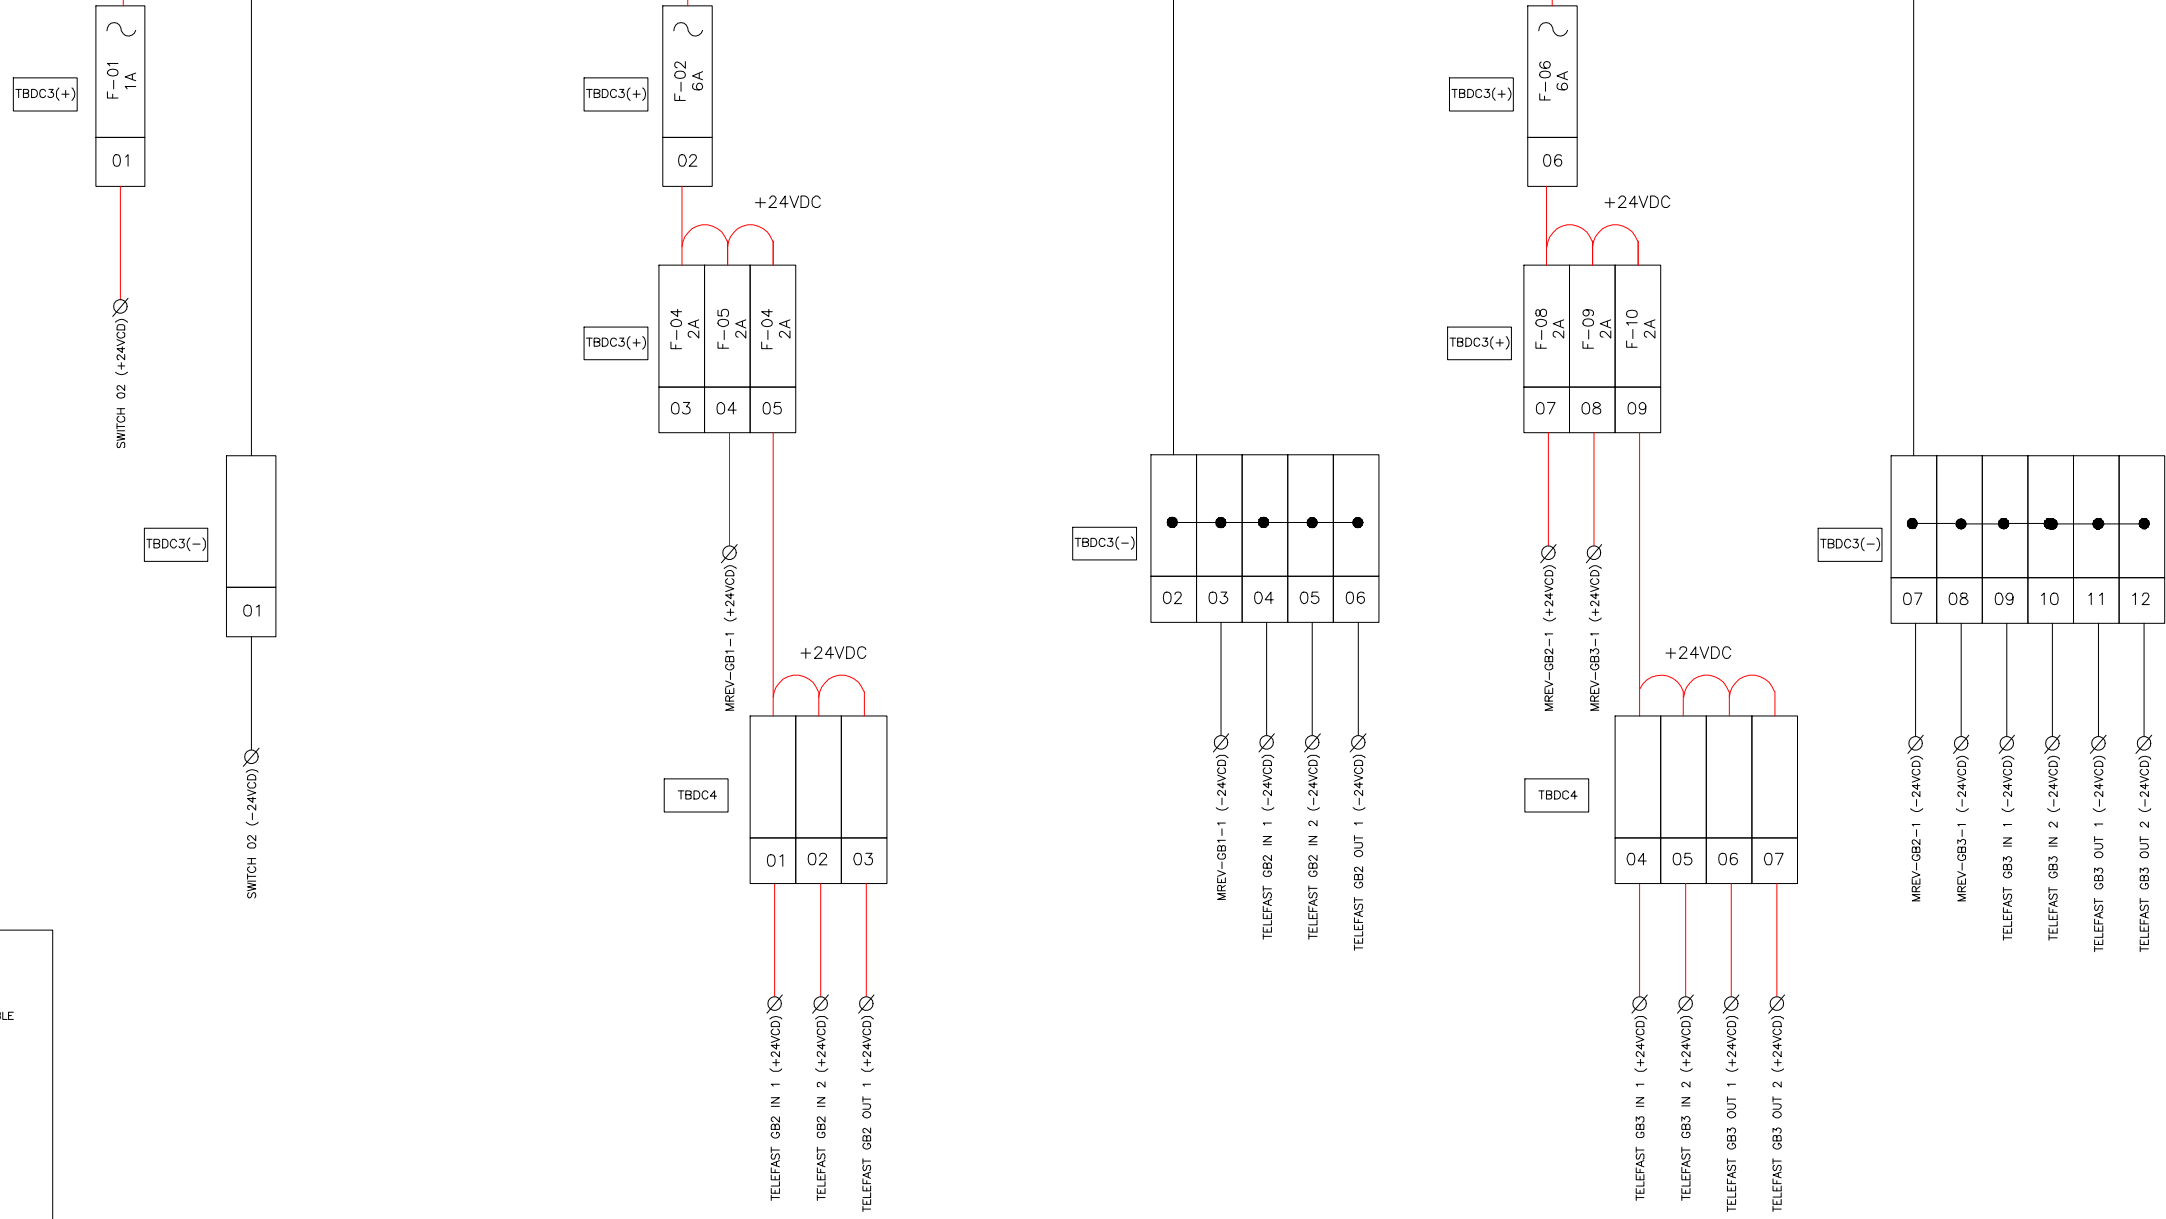 F-01
1A
TBDC3(+)
01
SWITCH 02 (+24VCD)
TBDC3(-)
01
SWITCH 02 (-24VCD)
F-02
6A
TBDC3(+)
02
+24VDC
TBDC3(+)
F-04
2A
F-05
2A
F-04
2A
03 04 05
MREV-GB1-1 (+24VCD)
+24VDC
TBDC4
01 02 03
TELEFAST GB2 IN 1 (+24VCD)
TELEFAST GB2 IN 2 (+24VCD)
TELEFAST GB2 OUT 1 (+24VCD)
TBDC3(-)
02 03 04 05 06
MREV-GB1-1 (-24VCD)
TELEFAST GB2 IN 1 (-24VCD)
TELEFAST GB2 IN 2 (-24VCD)
TELEFAST GB2 OUT 1 (-24VCD)
F-06
6A
TBDC3(+)
06
+24VDC
TBDC3(+)
F-08
2A
F-09
2A
F-10
2A
07 08 09
MREV-GB2-1 (+24VCD)
MREV-GB3-1 (+24VCD)
+24VDC
TBDC4
04 05 06 07
TELEFAST GB3 IN 1 (+24VCD)
TELEFAST GB3 IN 2 (+24VCD)
TELEFAST GB3 OUT 1 (+24VCD)
TELEFAST GB3 OUT 2 (+24VCD)
TBDC3(-)
07 08 09 10 11 12
MREV-GB2-1 (-24VCD)
MREV-GB3-1 (-24VCD)
TELEFAST GB3 IN 1 (-24VCD)
TELEFAST GB3 IN 2 (-24VCD)
TELEFAST GB3 OUT 1 (-24VCD)
TELEFAST GB3 OUT 2 (-24VCD)